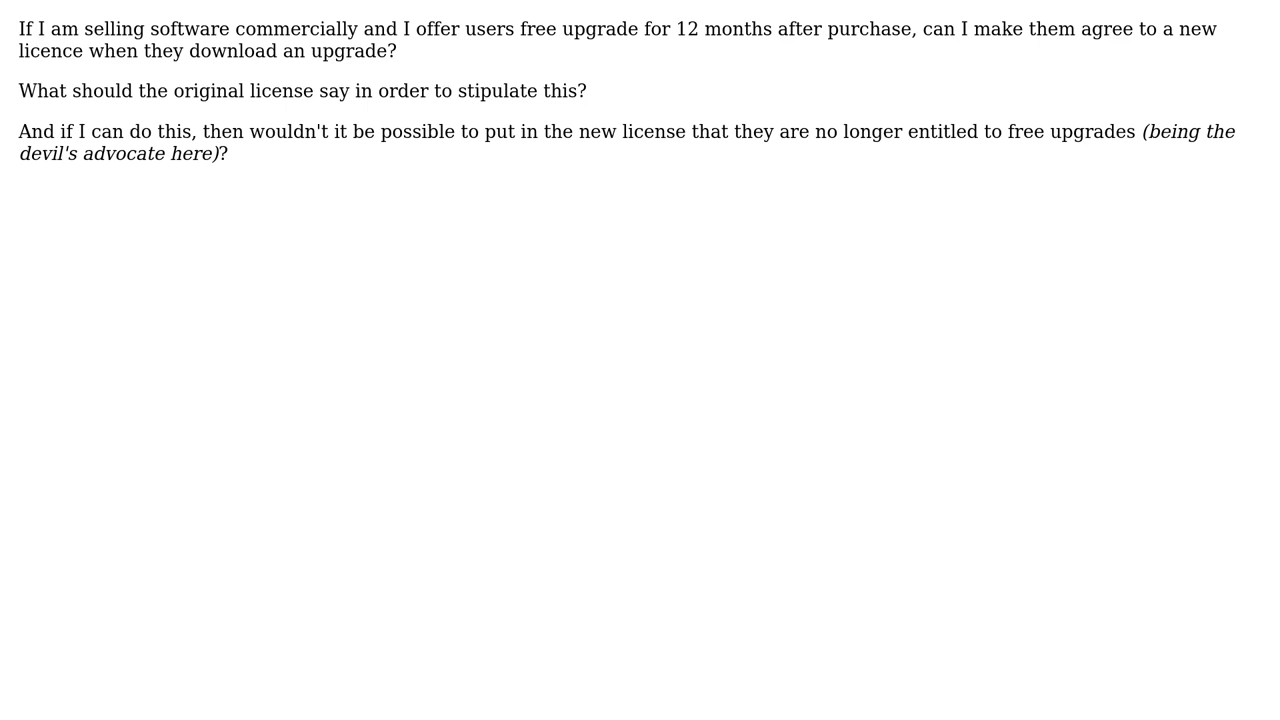 If I am selling software commercially and I offer users free upgrade for 12 months after purchase, can I make them agree to a new
licence when they download an upgrade?
What should the original license say in order to stipulate this?
And if I can do this, then wouldn't it be possible to put in the new license that they are no longer entitled to free upgrades (being the
devil's advocate here)?